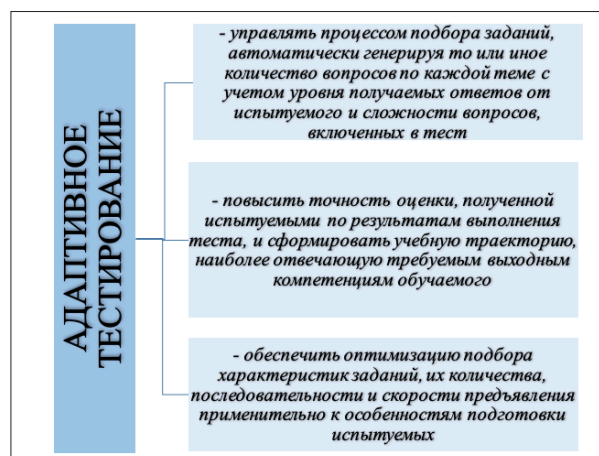 АДАПТИВНОЕ
ТЕСТИРОВАНИЕ
- управлять процессом подбора заданий,
автоматически генерируя то или иное
количество вопросов по каждой теме с
учетом уровня получаемых ответов от
испытуемого и сложности вопросов,
включенных в тест
- повысить точность оценки, полученной
испытуемыми по результатам выполнения
теста, и сформировать учебную траекторию,
наиболее отвечающую требуемым выходным
компетенциям обучаемого
- обеспечить оптимизацию подбора
характеристик заданий, их количества,
последовательности и скорости предъявления
применительно к особенностям подготовки
испытуемых